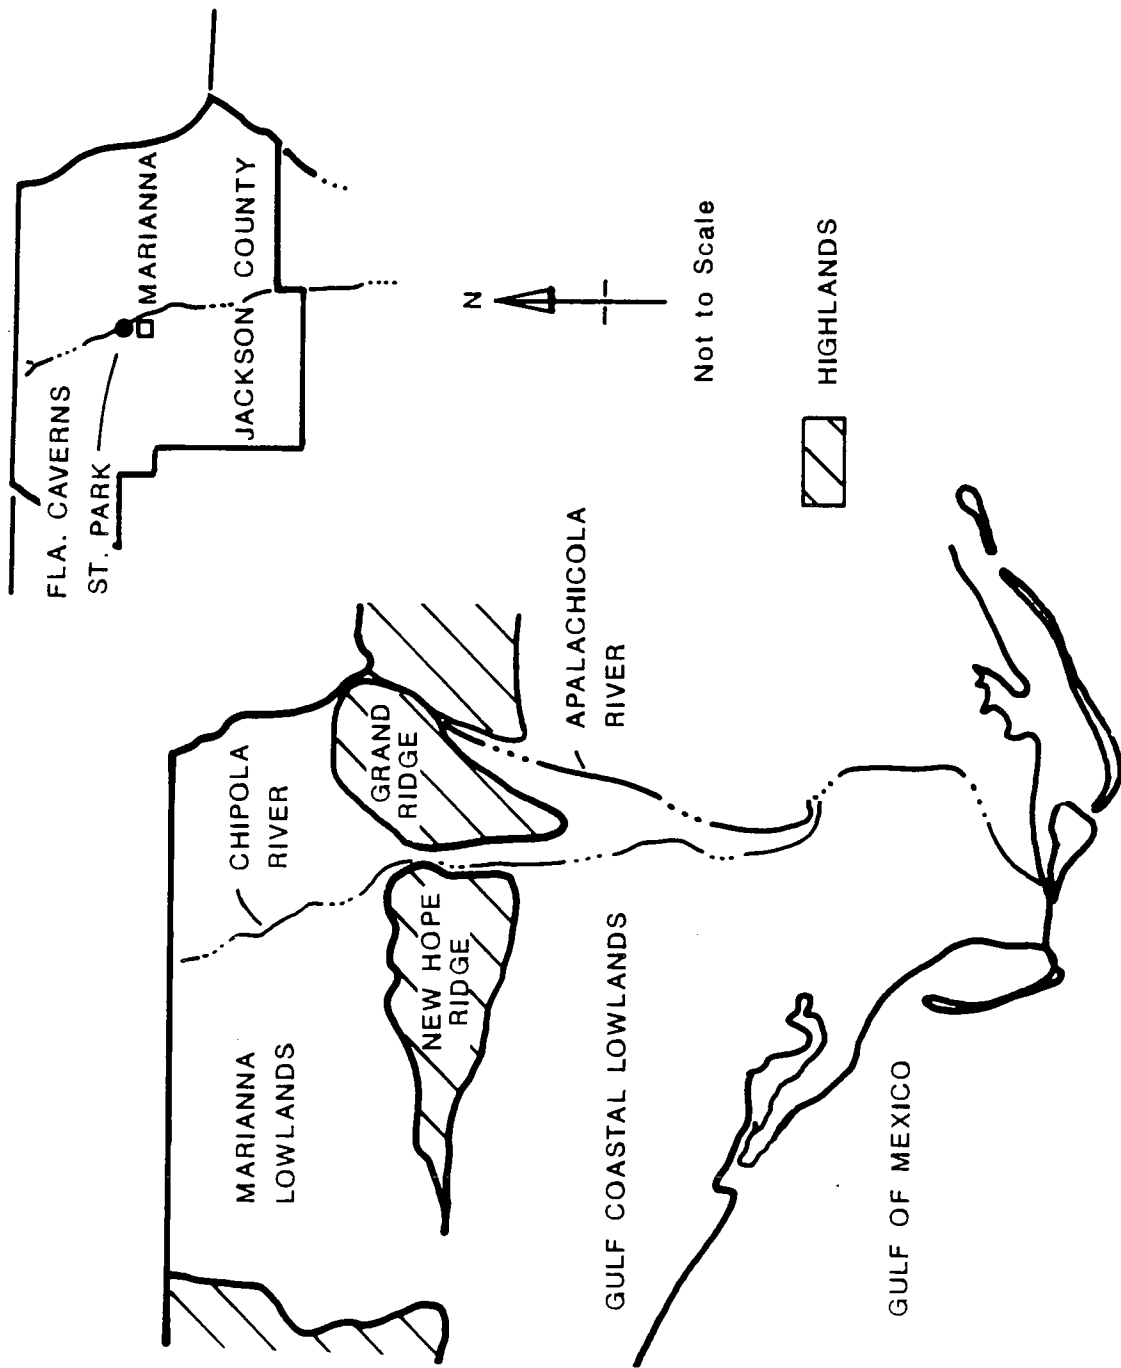 FLA. CAVERNS
ST. PARK
MARIANNA
JACKSON COUNTY
N
Not to Scale
HIGHLANDS
MARIANNA
LOWLANDS
CHIPOLA
RIVER
GRAND
RIDGE
NEW HOPE
RIDGE
APALACHICOLA
RIVER
GULF COASTAL LOWLANDS
GULF OF MEXICO